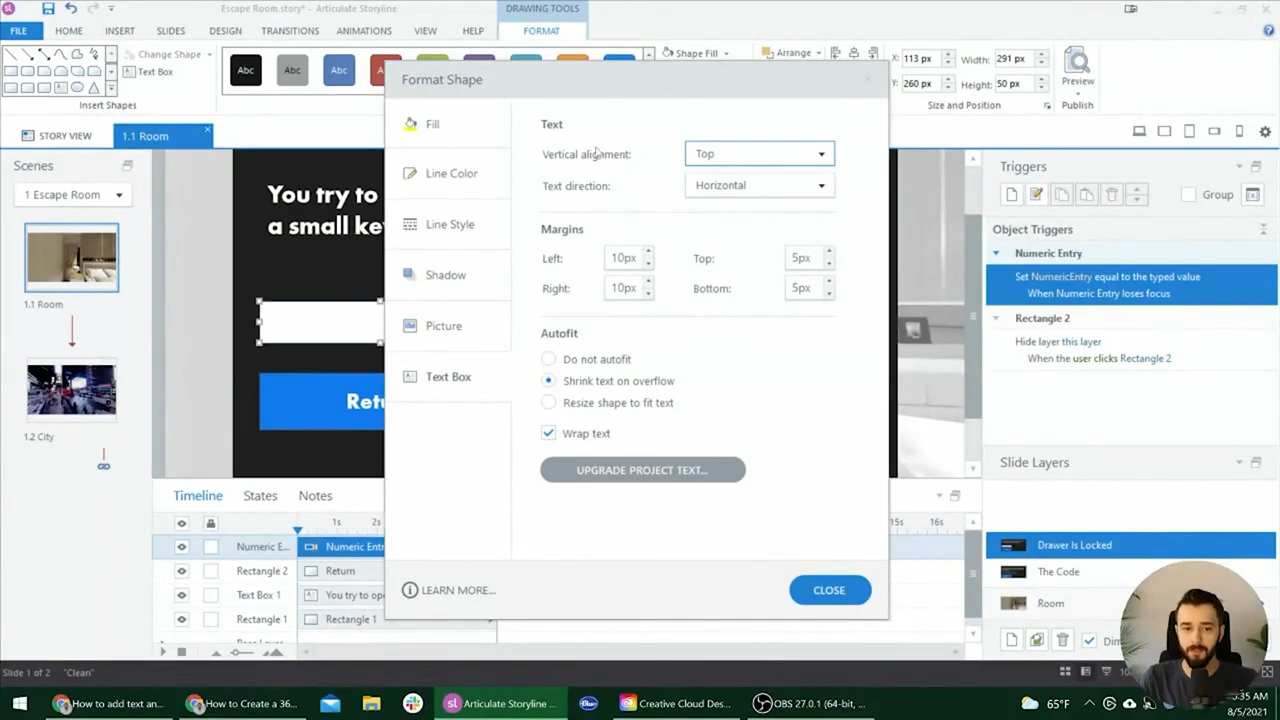 Escape Room.story* - Articulate Storyline
DRAWING TOOLS
FILE HOME INSERT SLIDES DESIGN TRANSITIONS ANIMATIONS VIEW HELP FORMAT
Change Shape
Text Box
Insert Shapes
Abc Abc Abc
Shape Fill
Arrange
X: 113 px Width: 291 px
Y: 260 px Height: 50 px
Size and Position
Preview
Publish
STORY VIEW 1.1 Room
Scenes
1 Escape Room
1.1 Room
1.2 City
You try to
a small ke
Format Shape
Fill
Line Color
Line Style
Shadow
Picture
Text Box
Text
Vertical alignment: Top
Text direction: Horizontal
Margins
Left: 10px Top: 5px
Right: 10px Bottom: 5px
Autofit
Do not autofit
Shrink text on overflow
Resize shape to fit text
Wrap text
UPGRADE PROJECT TEXT...
LEARN MORE...
CLOSE
Triggers
Group
Object Triggers
Numeric Entry
Set NumericEntry equal to the typed value
When Numeric Entry loses focus
Rectangle 2
Hide layer this layer
When the user clicks Rectangle 2
Slide Layers
Drawer Is Locked
The Code
Room
Timeline States Notes
1s 2s 15s 16s
Numeric E... Numeric Entr
Rectangle 2 Return
Text Box 1 You try to ope
Rectangle 1 Rectangle 1
Slide 1 of 2 "Clean"
How to add text an...
How to Create a 36...
Articulate Storyline ...
Creative Cloud Des...
OBS 27.0.1 (64-bit, ...
65°F
8/5/2021